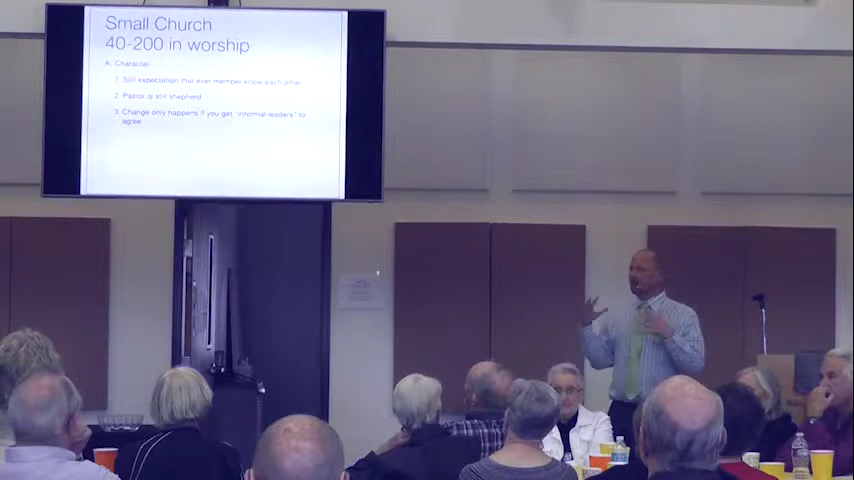 Small Church
40-200 in worship
A. Character...
1. Still expectation that ever member know each other
2. Pastor is still shepherd
3. Change only happens if you get "informal leaders" to
agree